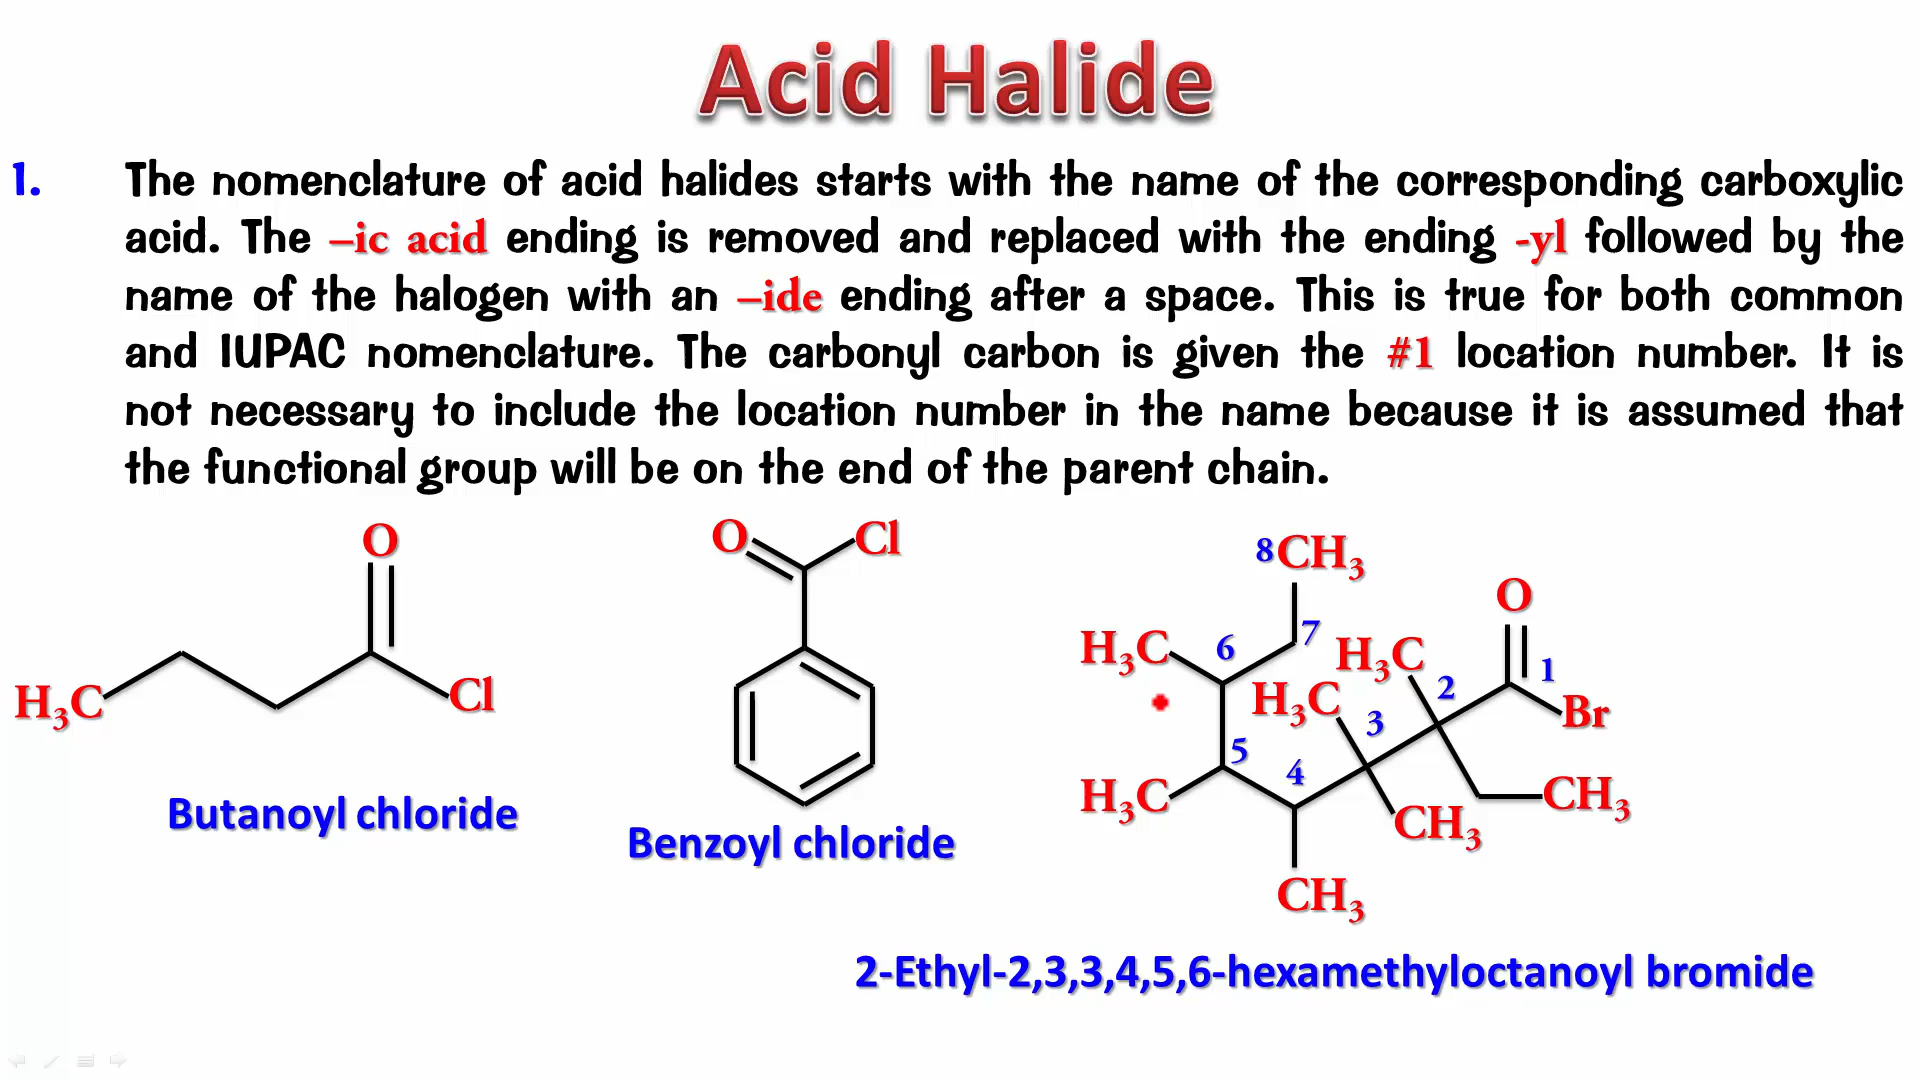 Acid Halide
1. The nomenclature of acid halides starts with the name of the corresponding carboxylic
acid. The –ic acid ending is removed and replaced with the ending -yl followed by the
name of the halogen with an –ide ending after a space. This is true for both common
and IUPAC nomenclature. The carbonyl carbon is given the #1 location number. It is
not necessary to include the location number in the name because it is assumed that
the functional group will be on the end of the parent chain.
O
H₃C
Cl
Butanoyl chloride
O
Cl
Benzoyl chloride
8
CH₃
O
H₃C
6
7
H₃C
1
2
H₃C
3
Br
5
4
H₃C
CH₃
CH₃
CH₃
2-Ethyl-2,3,3,4,5,6-hexamethyloctanoyl bromide